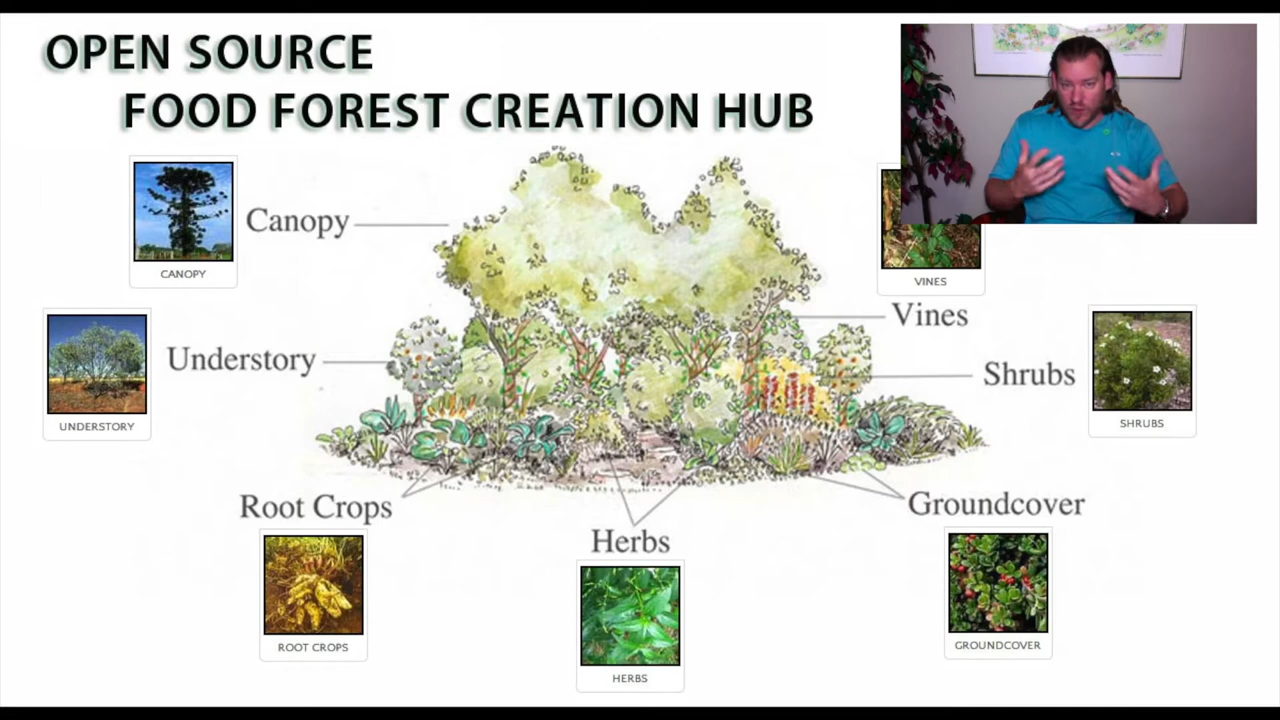 OPEN SOURCE
FOOD FOREST CREATION HUB
Canopy
CANOPY
VINES
Vines
Understory
UNDERSTORY
Shrubs
SHRUBS
Root Crops
ROOT CROPS
Herbs
HERBS
Groundcover
GROUNDCOVER